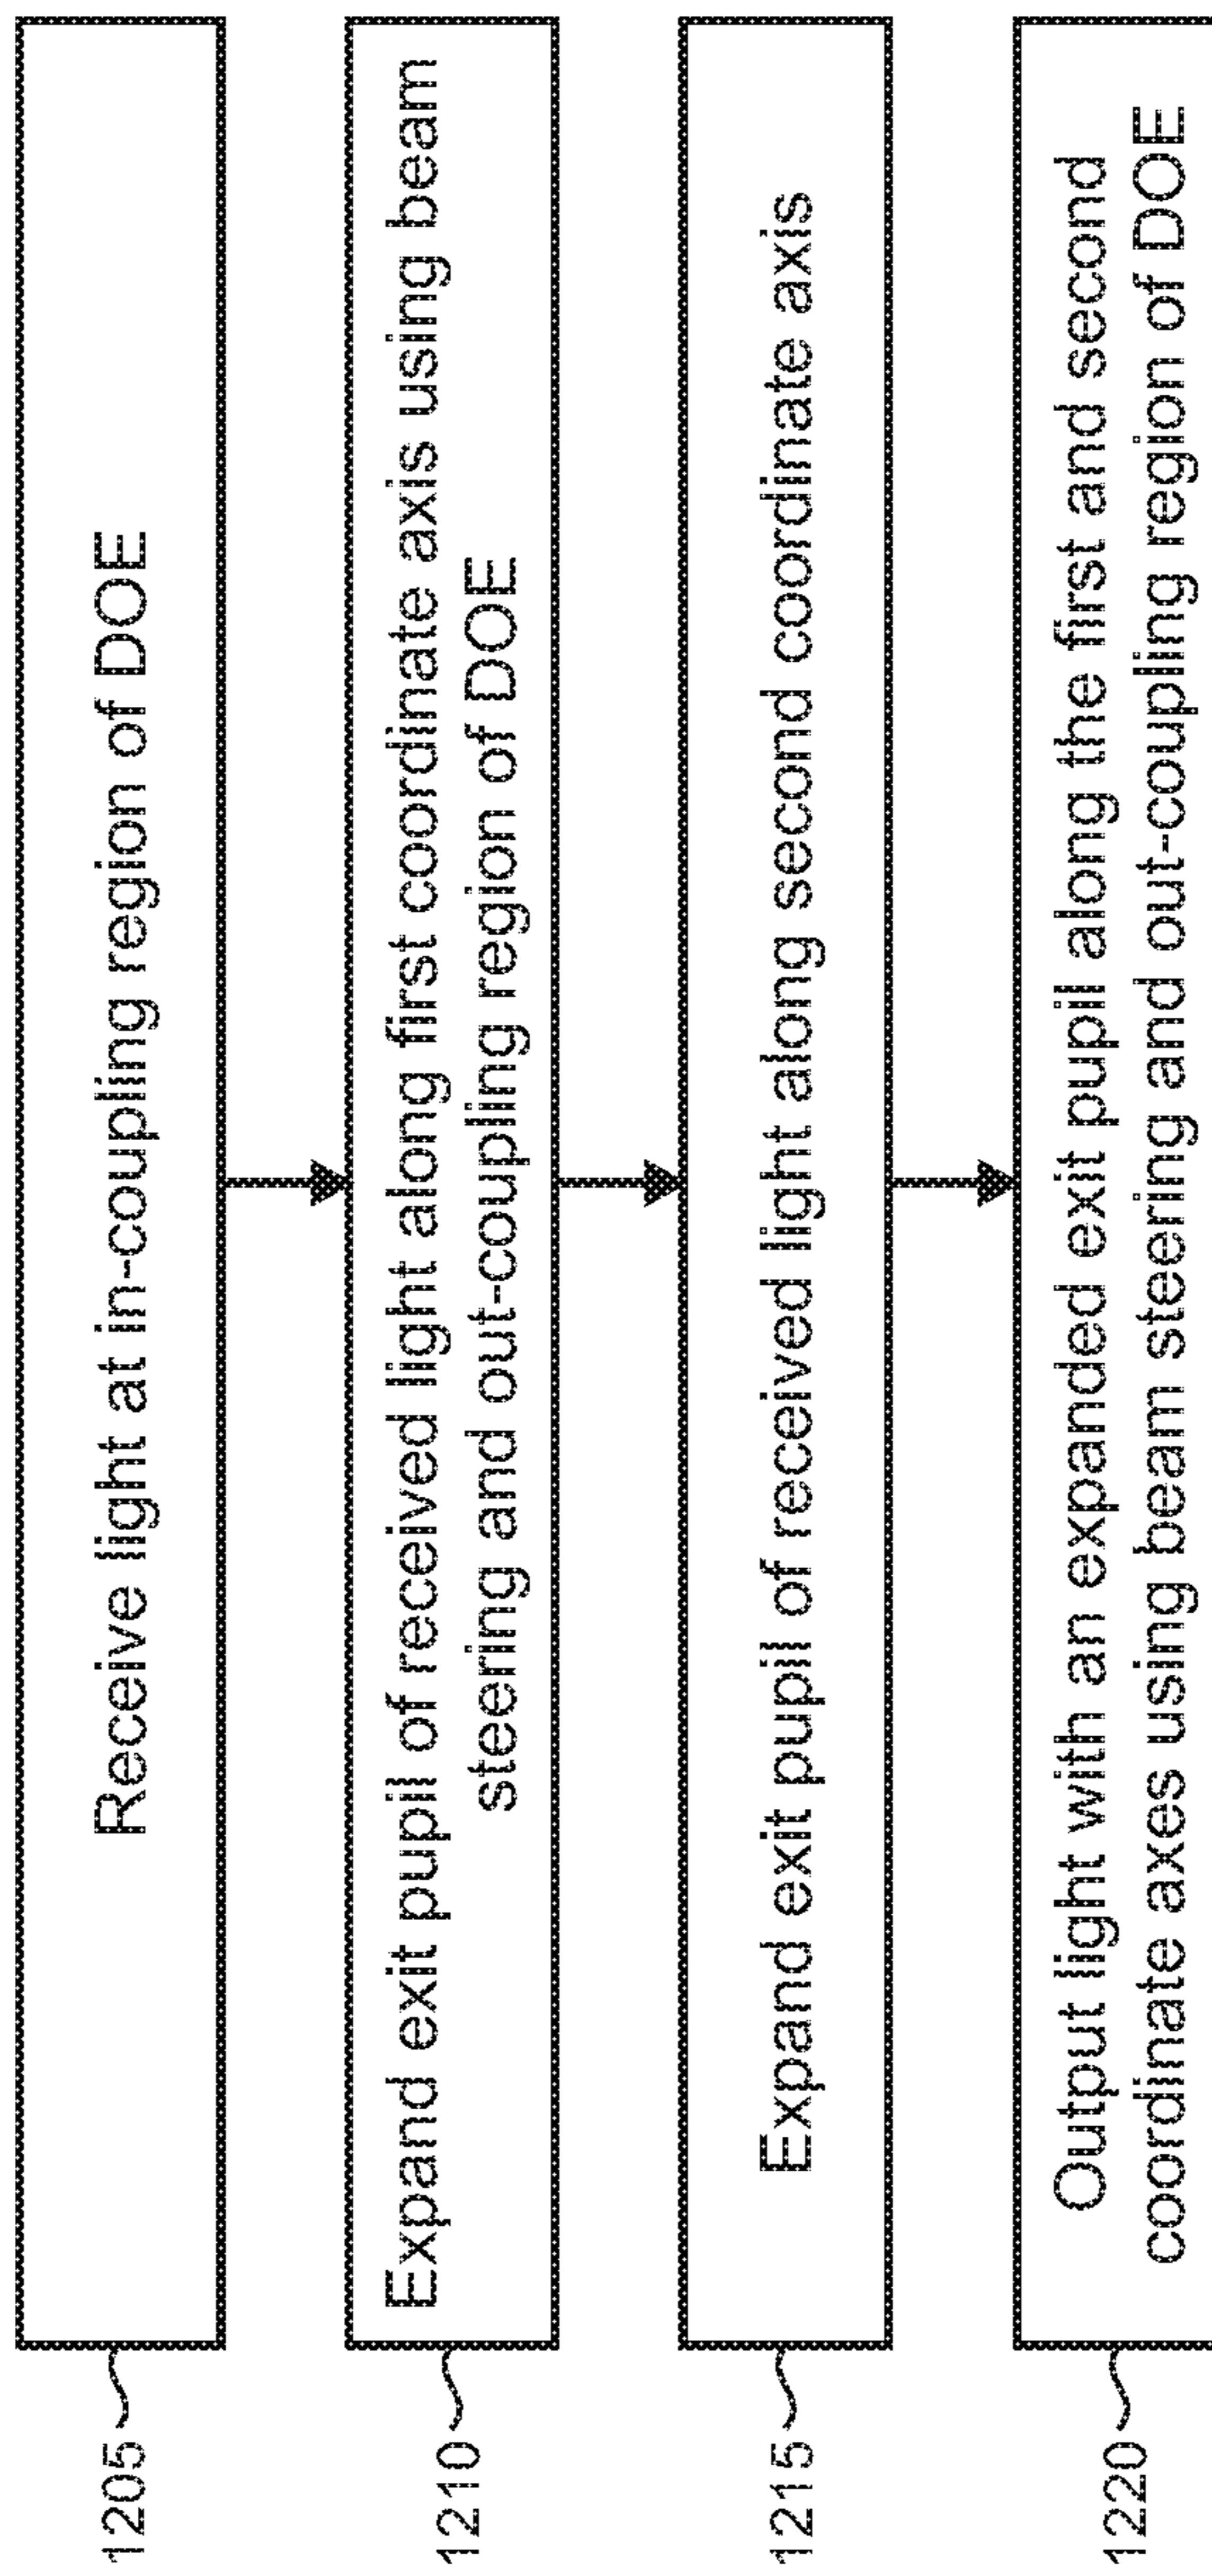 1205
Receive light at in-coupling region of DOE
1210
Expand exit pupil of received light along first coordinate axis using beam
steering and out-coupling region of DOE
1215
Expand exit pupil of received light along second coordinate axis
1220
Output light with an expanded exit pupil along the first and second
coordinate axes using beam steering and out-coupling region of DOE